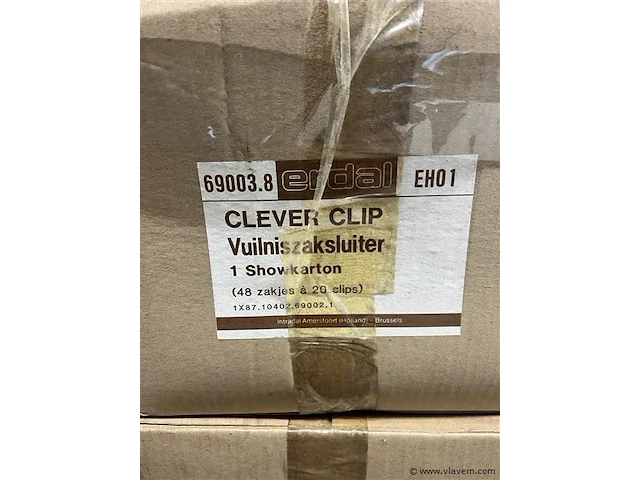 69003.8 erdal EH01
CLEVER CLIP
Vuilniszaksluiter
1 Showkarton
(48 zakjes à 20 clips)
1X87.10402.69002.1
Intradal Amersfoort (Holland) - Brussels
© www.vlavem.com